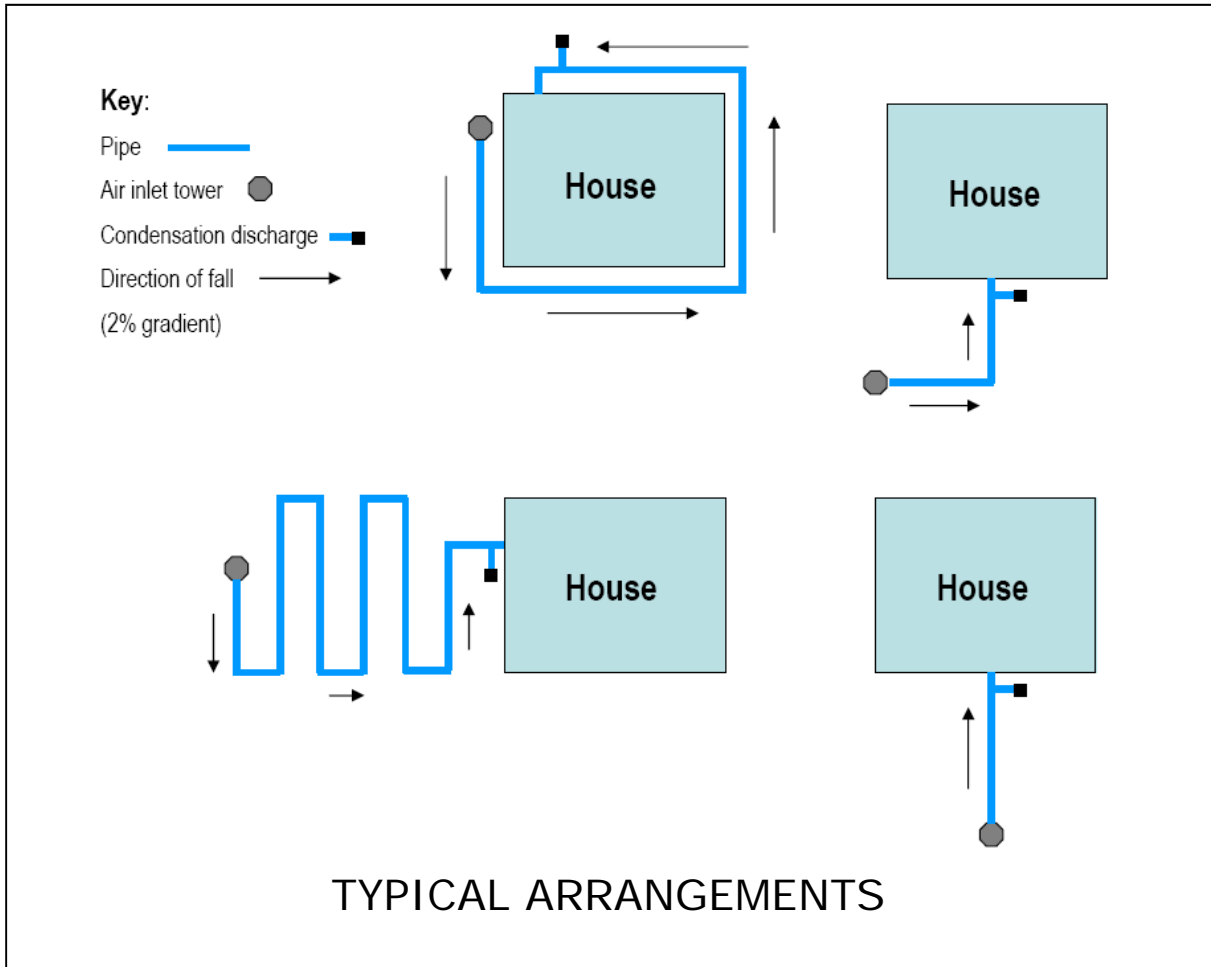 Key:
Pipe
Air inlet tower
Condensation discharge
Direction of fall
(2% gradient)
House
House
House
House
TYPICAL ARRANGEMENTS